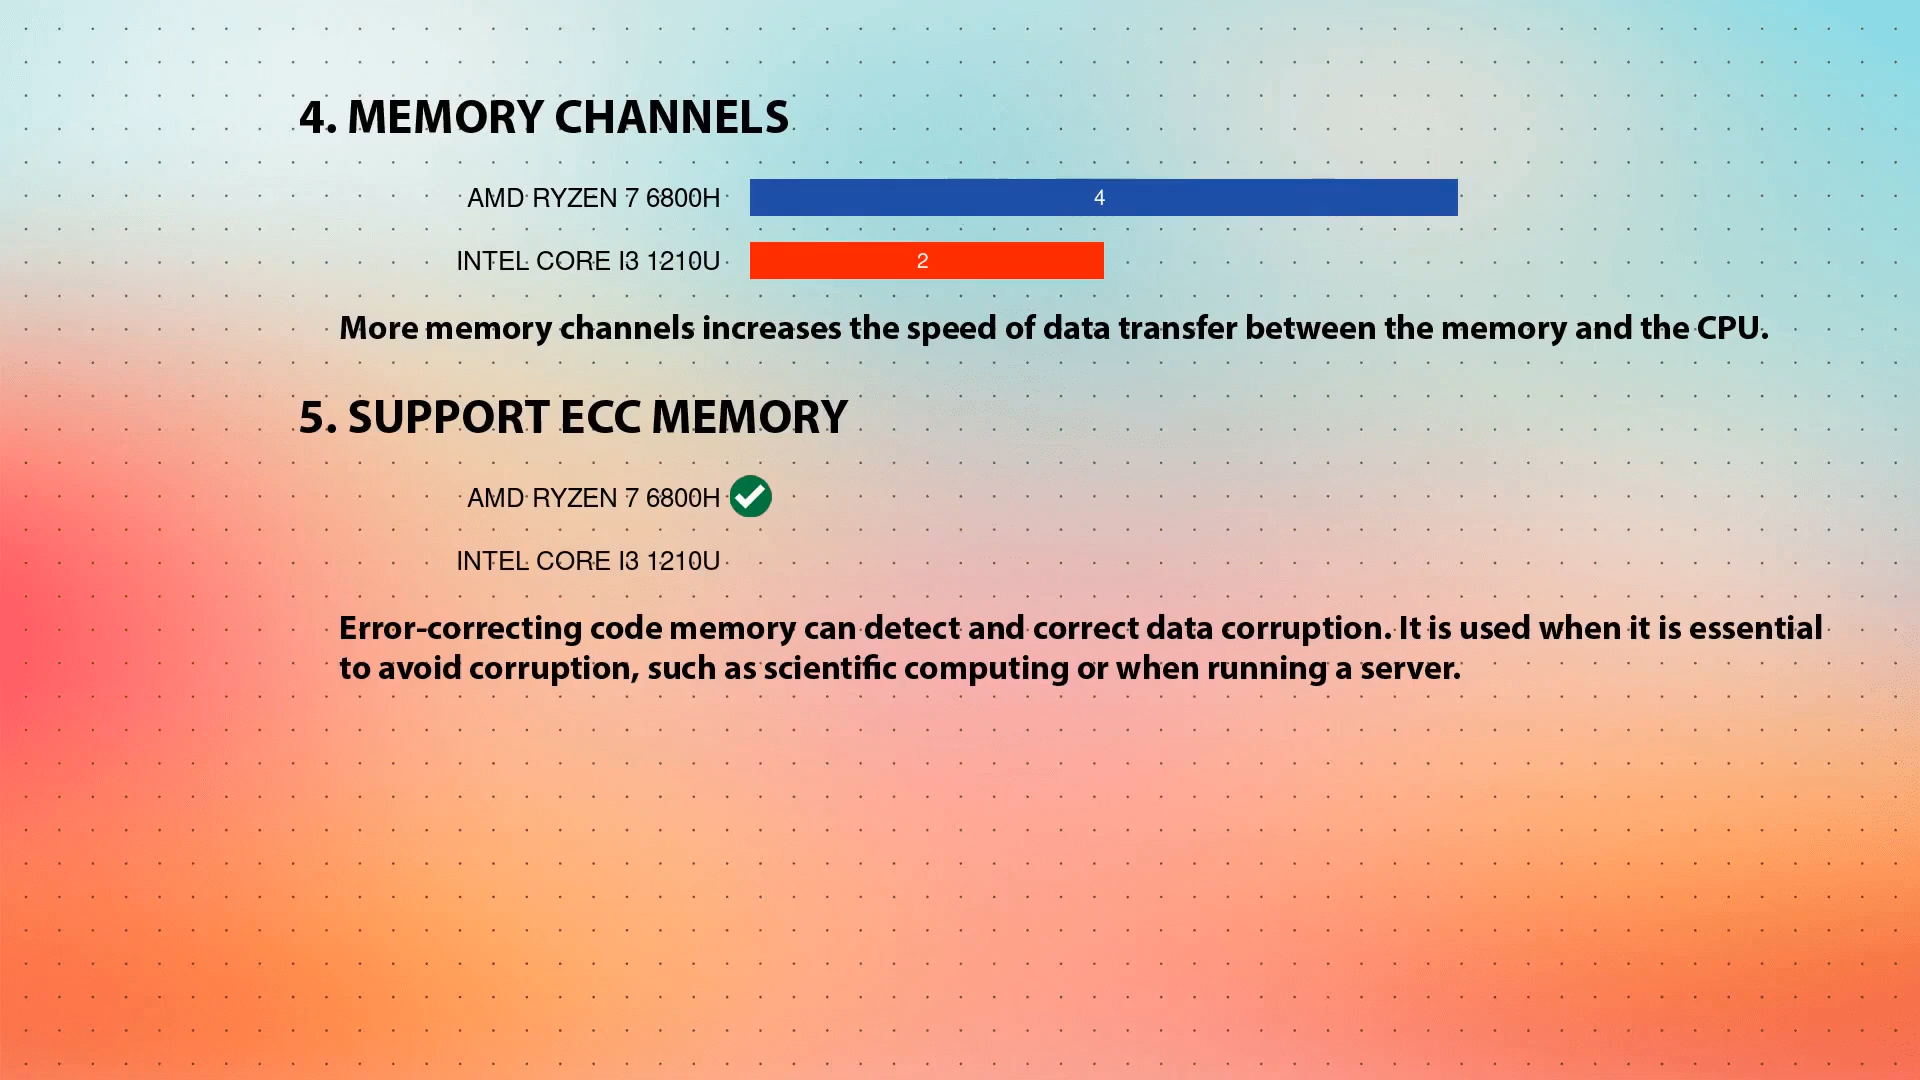 4. MEMORY CHANNELS
AMD RYZEN 7 6800H
4
INTEL CORE I3 1210U
2
More memory channels increases the speed of data transfer between the memory and the CPU.
5. SUPPORT ECC MEMORY
AMD RYZEN 7 6800H
INTEL CORE I3 1210U
Error-correcting code memory can detect and correct data corruption. It is used when it is essential
to avoid corruption, such as scientific computing or when running a server.